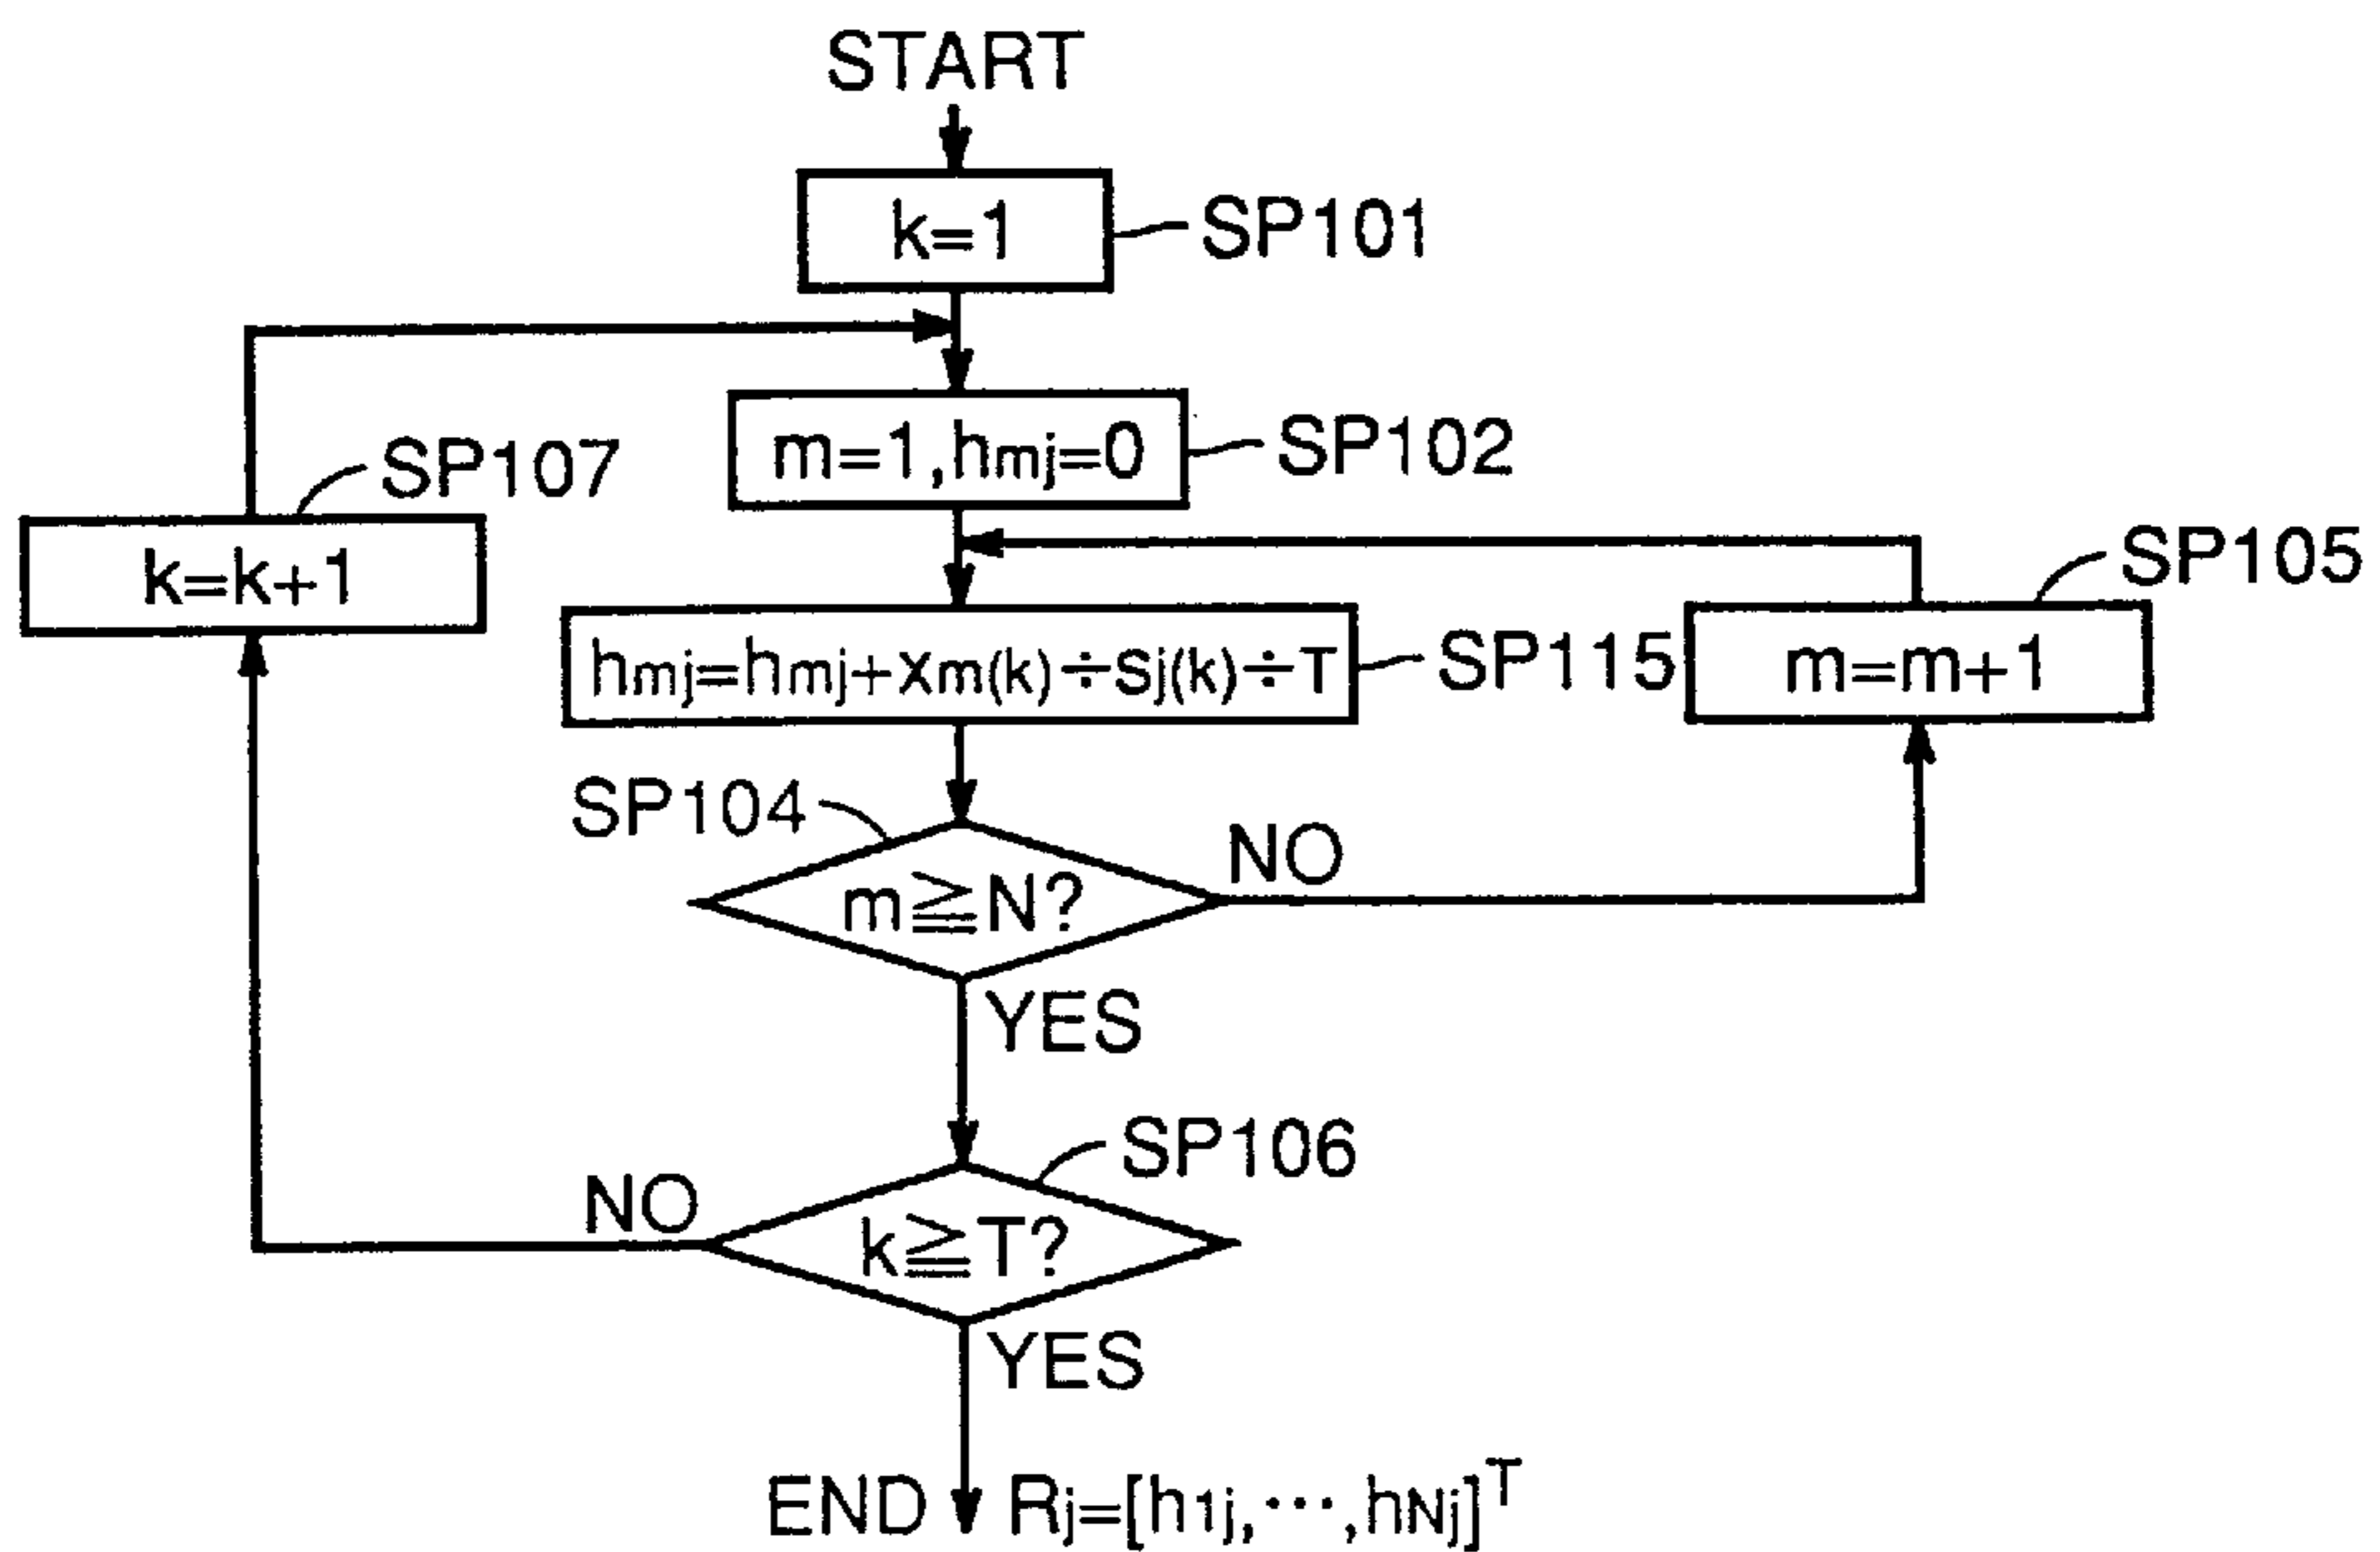 START
k=1
SP101
m=1,hmj=0
SP102
SP107
k=k+1
SP105
m=m+1
hmj=hmj+xm(k)÷sj(k)÷T
SP115
SP104
m≧N?
NO
YES
SP106
k≧T?
NO
YES
END
Rj=[h1j,⋯,hNj]T